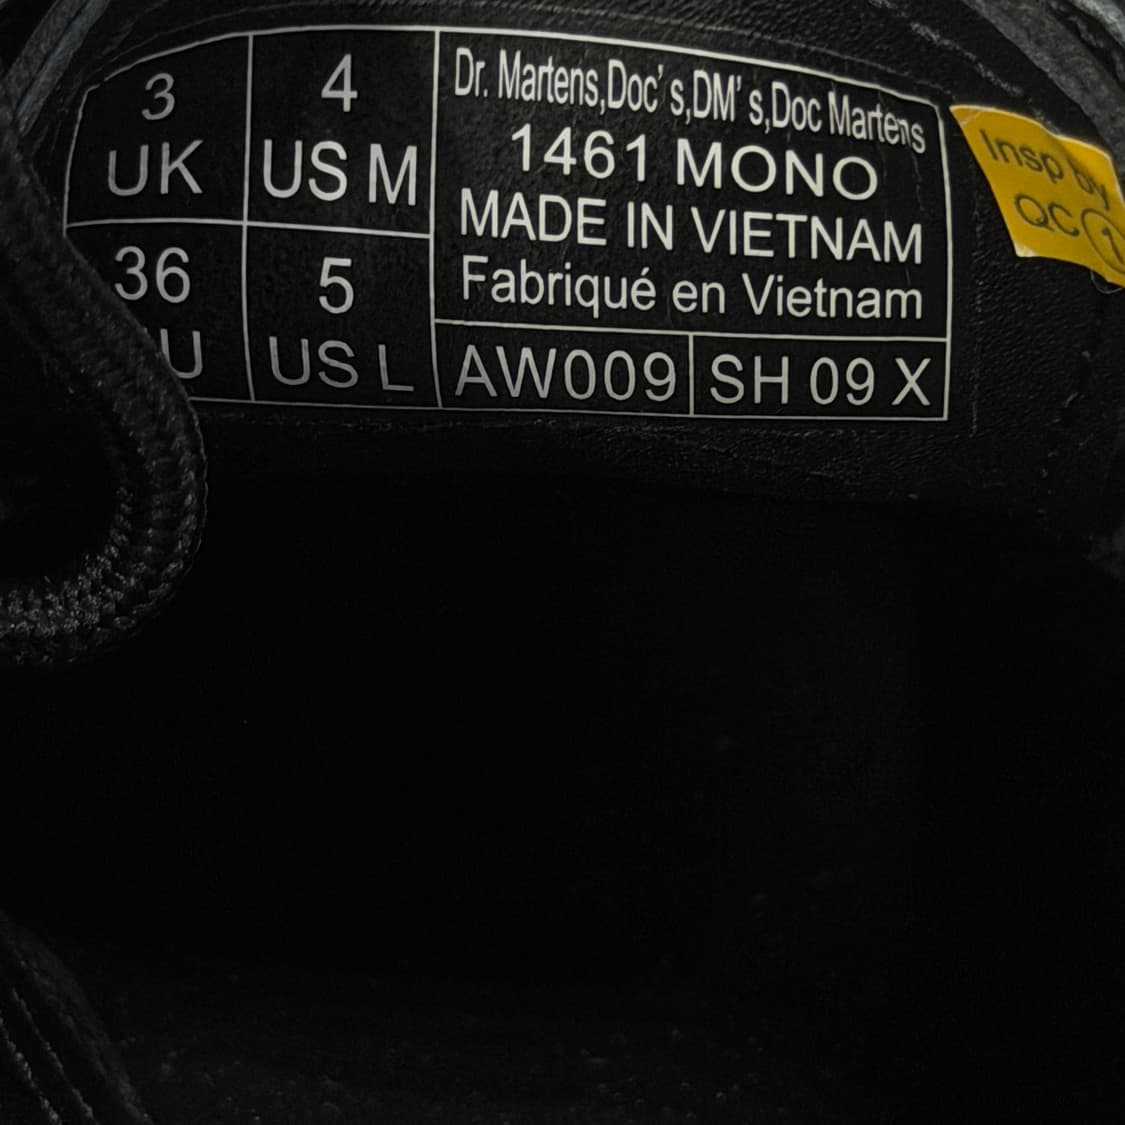 3
UK
4
US M
36
U
5
US L
Dr. Martens,Doc's,DM's,Doc Martens
1461 MONO
MADE IN VIETNAM
Fabriqué en Vietnam
AW009
SH 09 X
Insp by
QC 1